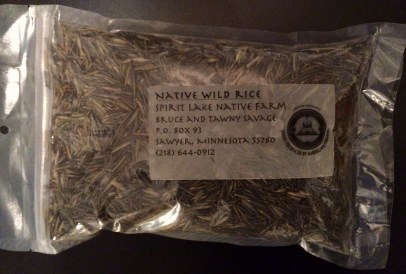 NATIVE WILD RICE
SPIRIT LAKE NATIVE FARM
BRUCE AND TAWNY SAVAGE
P.O. BOX 93
SAWYER, MINNESOTA 55780
(218) 644-0912